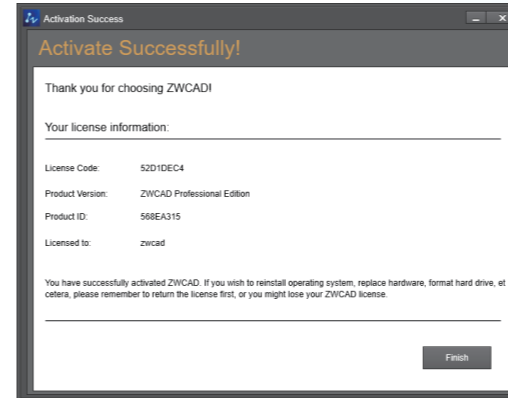 Activation Success
Activate Successfully!
Thank you for choosing ZWCAD!
Your license information:
License Code: 52D1DEC4
Product Version: ZWCAD Professional Edition
Product ID: 568EA315
Licensed to: zwcad
You have successfully activated ZWCAD. If you wish to reinstall operating system, replace hardware, format hard drive, et
cetera, please remember to return the license first, or you might lose your ZWCAD license.
Finish